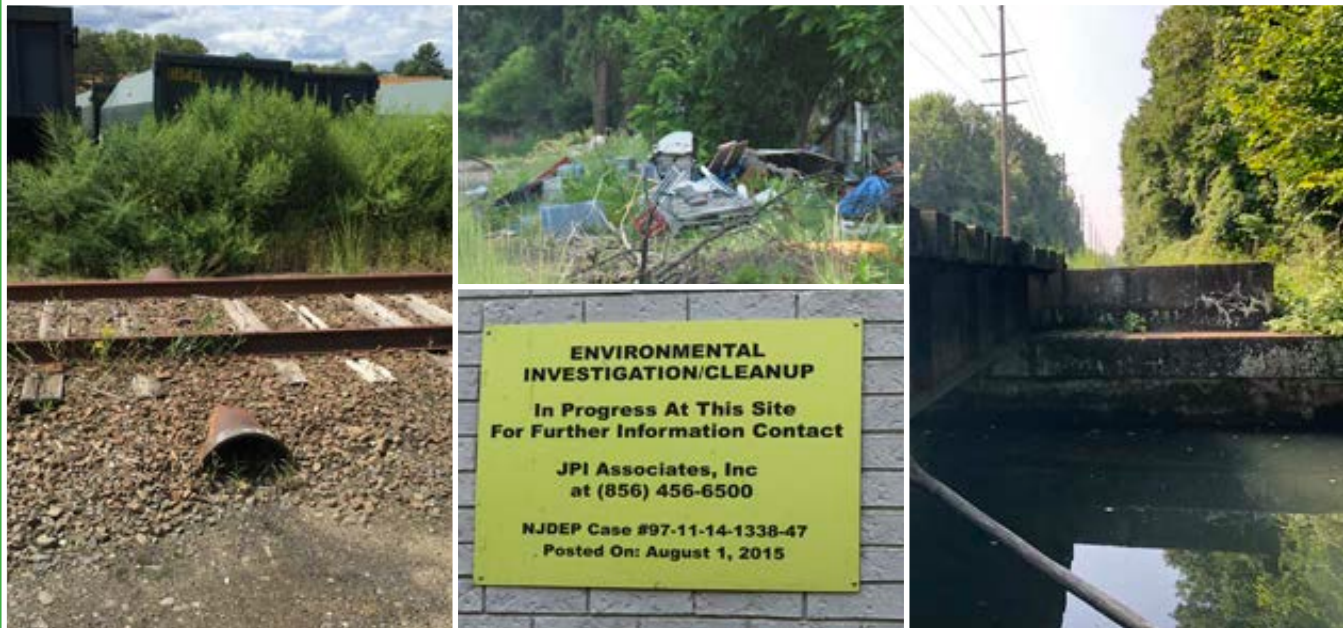 ENVIRONMENTAL
INVESTIGATION/CLEANUP
In Progress At This Site
For Further Information Contact
JPI Associates, Inc
at (856) 456-6500
NJDEP Case #97-11-14-1338-47
Posted On: August 1, 2015